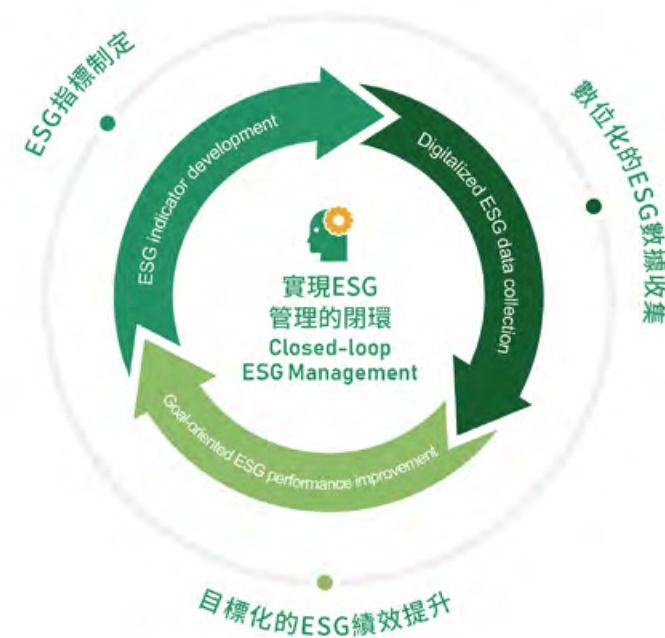 ESG指標制定
數位化的ESG數據收集
ESG indicator development
Digitalized ESG data collection
實現ESG
管理的閉環
Closed-loop
ESG Management
Goal-oriented ESG performance improvement
目標化的ESG績效提升